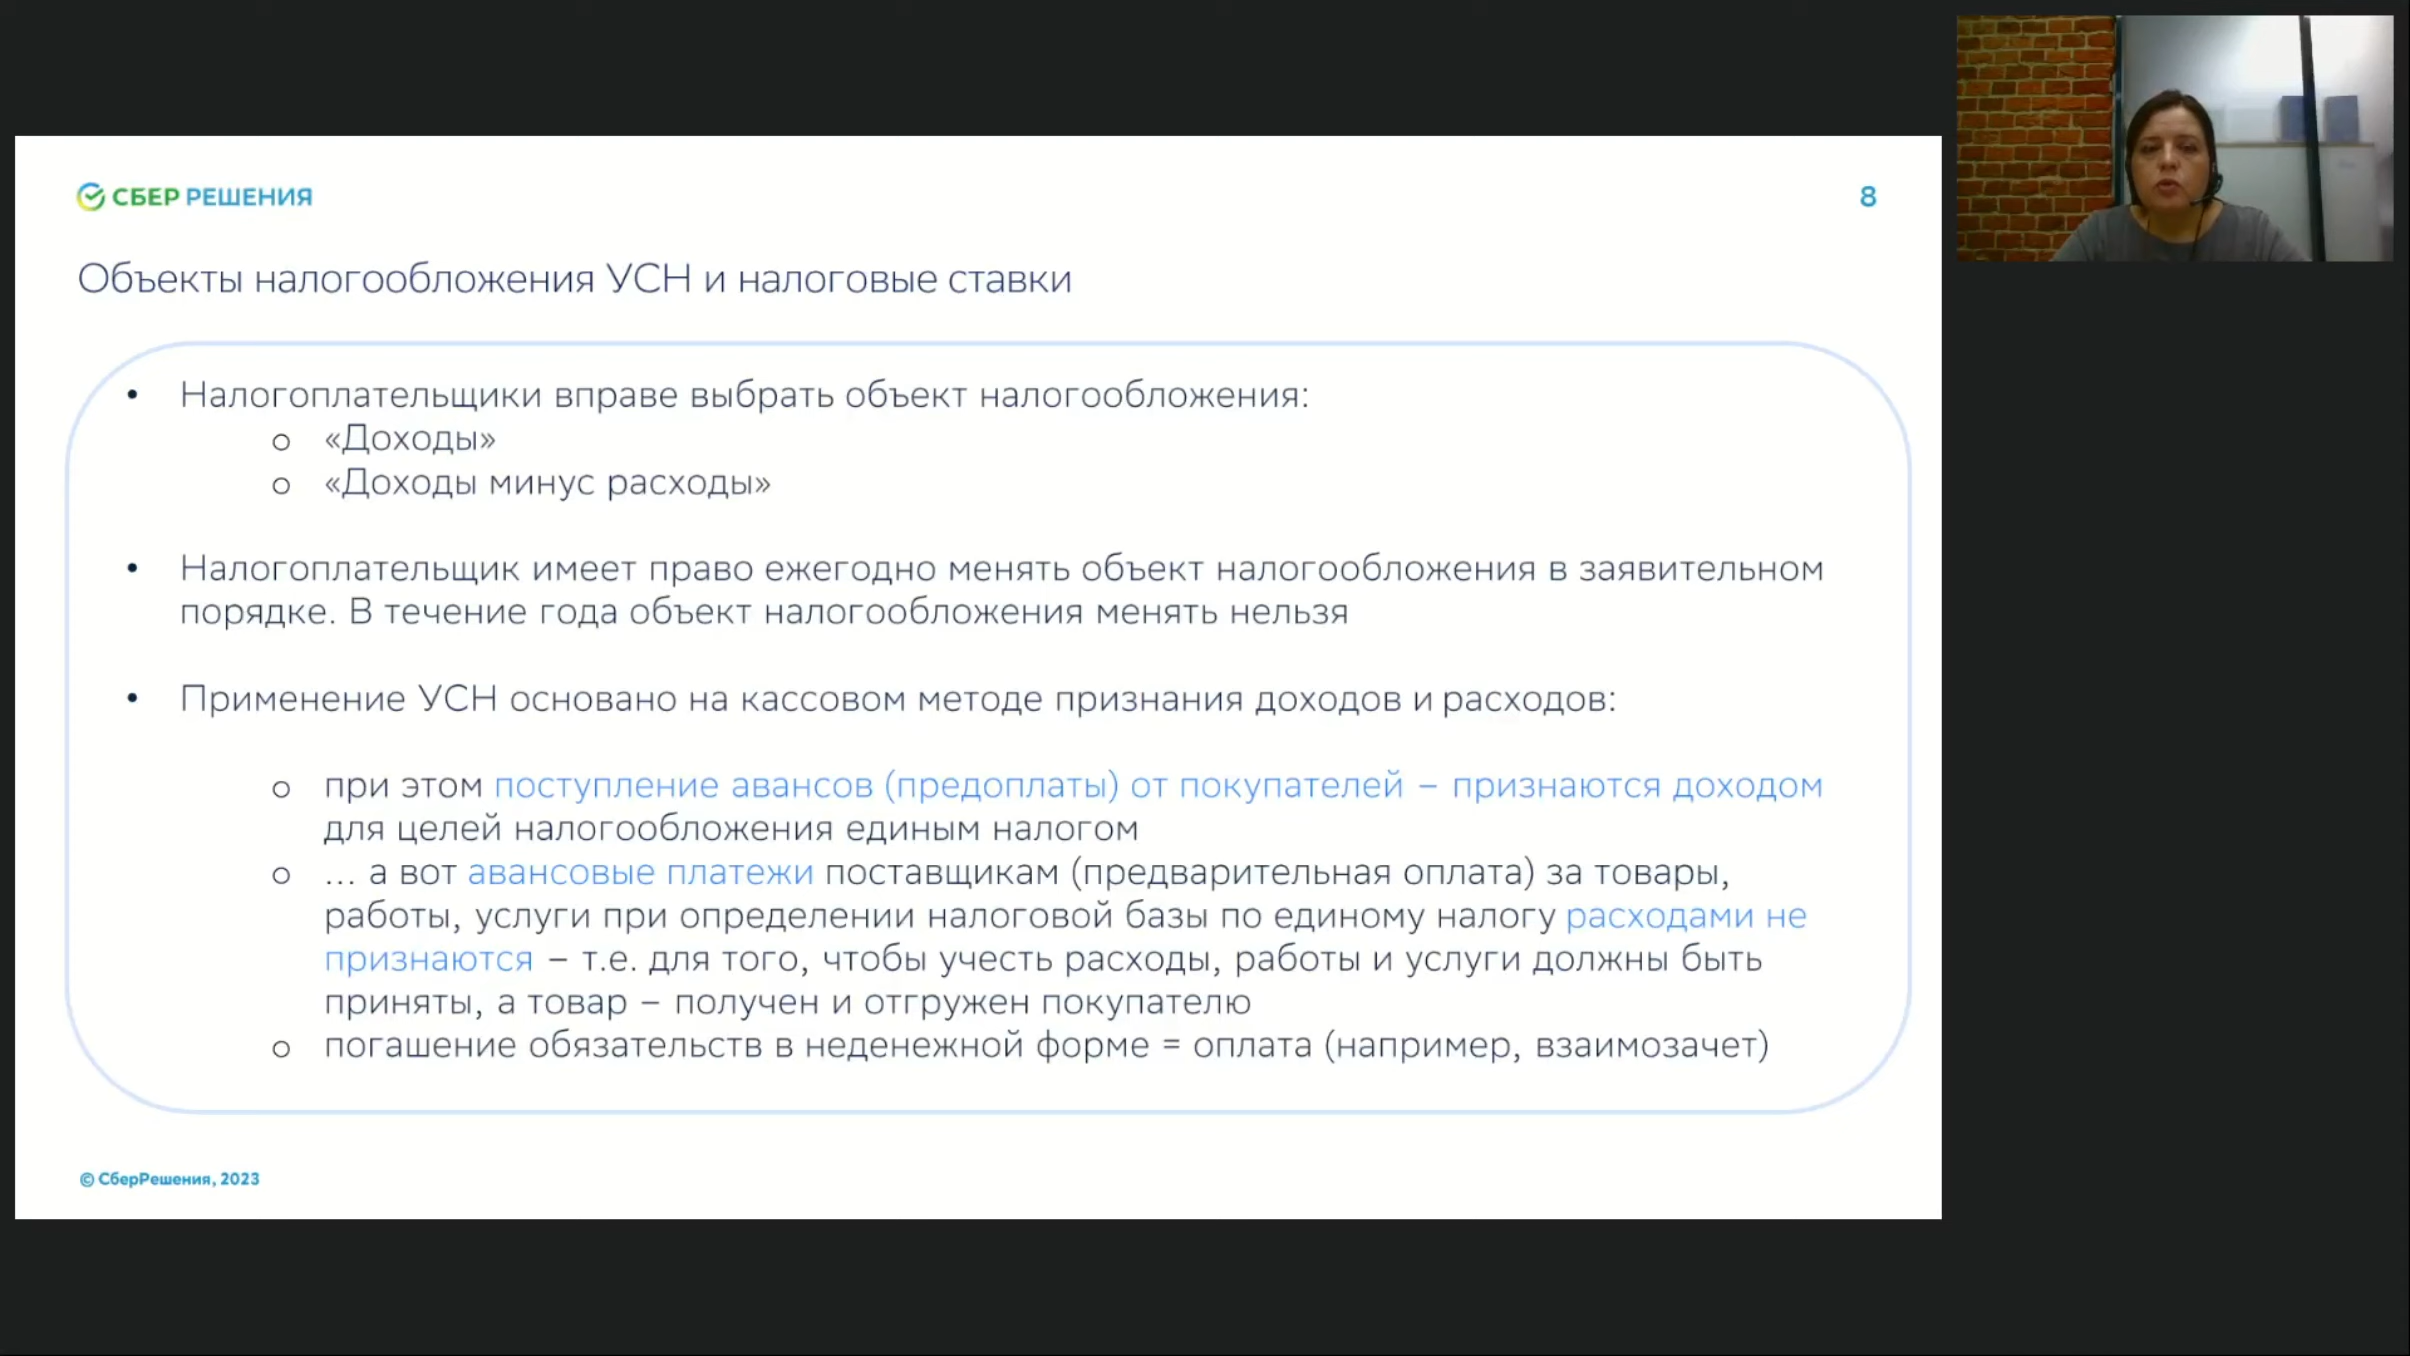 СБЕР РЕШЕНИЯ
8
Объекты налогообложения УСН и налоговые ставки
• Налогоплательщики вправе выбрать объект налогообложения:
o «Доходы»
o «Доходы минус расходы»
• Налогоплательщик имеет право ежегодно менять объект налогообложения в заявительном
порядке. В течение года объект налогообложения менять нельзя
• Применение УСН основано на кассовом методе признания доходов и расходов:
o при этом поступление авансов (предоплаты) от покупателей – признаются доходом
для целей налогообложения единым налогом
o ... а вот авансовые платежи поставщикам (предварительная оплата) за товары,
работы, услуги при определении налоговой базы по единому налогу расходами не
признаются – т.е. для того, чтобы учесть расходы, работы и услуги должны быть
приняты, а товар – получен и отгружен покупателю
o погашение обязательств в неденежной форме = оплата (например, взаимозачет)
© СберРешения, 2023